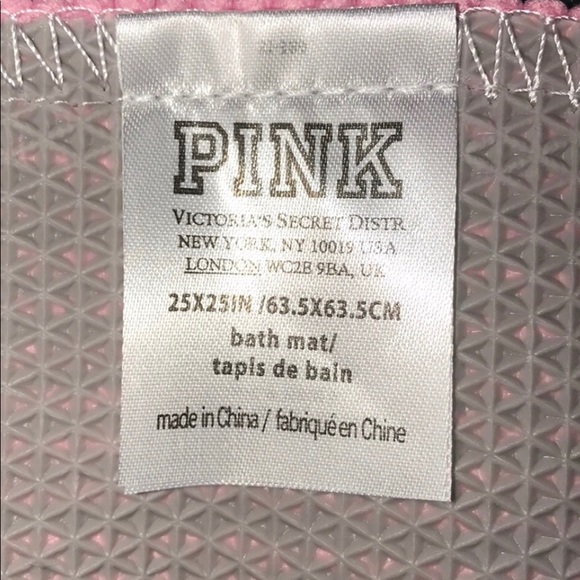 PINK
VICTORIA'S SECRET DISTR
NEW YORK, NY 10019 USA
LONDON WC2B 9BA, UK
25X25IN /63.5X63.5CM
bath mat/
tapis de bain
made in China / fabriqué en Chine